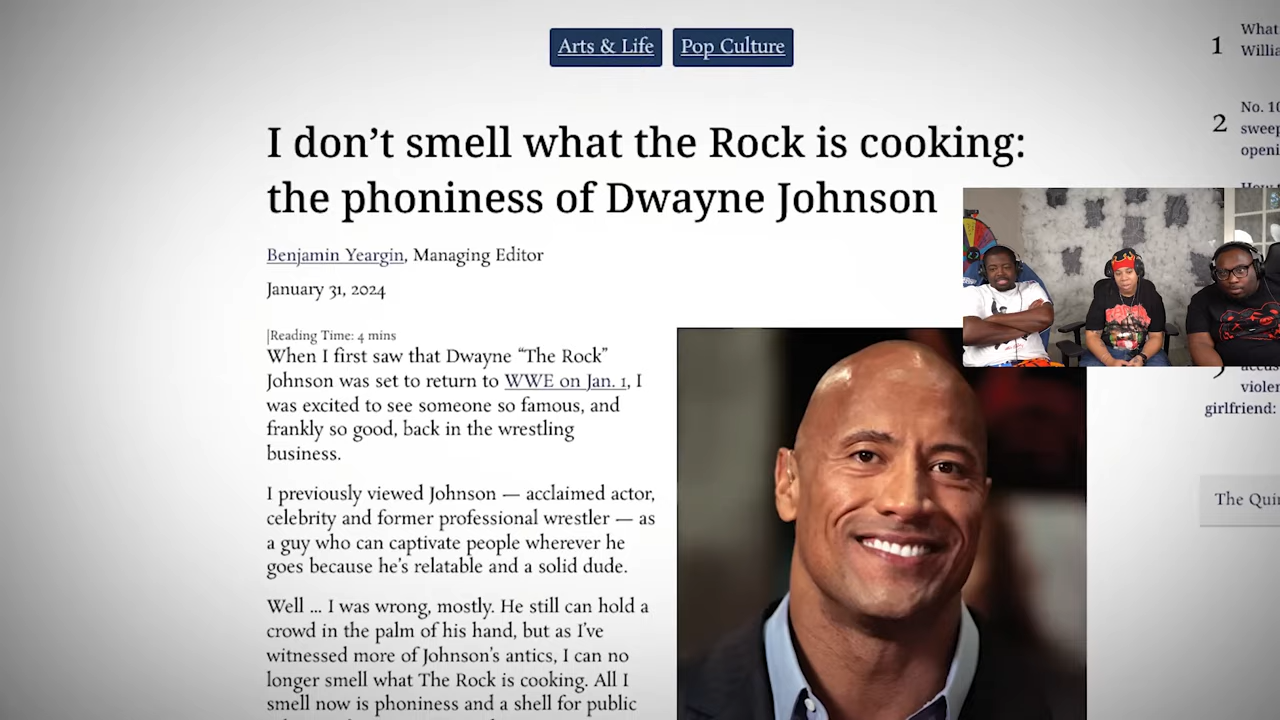 Arts & Life
Pop Culture
I don’t smell what the Rock is cooking:
the phoniness of Dwayne Johnson
Benjamin Yeargin, Managing Editor
January 31, 2024
|Reading Time: 4 mins
When I first saw that Dwayne “The Rock”
Johnson was set to return to WWE on Jan. 1, I
was excited to see someone so famous, and
frankly so good, back in the wrestling
business.
I previously viewed Johnson — acclaimed actor,
celebrity and former professional wrestler — as
a guy who can captivate people wherever he
goes because he’s relatable and a solid dude.
Well ... I was wrong, mostly. He still can hold a
crowd in the palm of his hand, but as I’ve
witnessed more of Johnson’s antics, I can no
longer smell what The Rock is cooking. All I
smell now is phoniness and a shell for public
1
What
Willia
2
No. 10
sweep
openi
violen
girlfriend:
The Quin